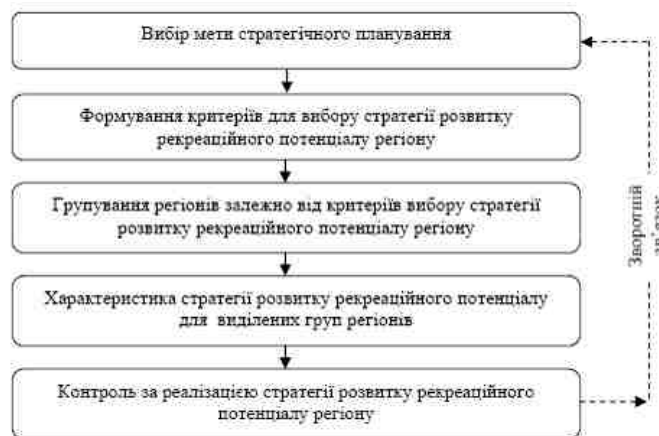 Вибір мети стратегічного планування
Формування критеріїв для вибору стратегії розвитку
рекреаційного потенціалу регіону
Групування регіонів залежно від критеріїв вибору стратегії
розвитку рекреаційного потенціалу регіону
Характеристика стратегії розвитку рекреаційного потенціалу
для виділених груп регіонів
Контроль за реалізацією стратегії розвитку рекреаційного
потенціалу регіону
Зворотній
зв'язок